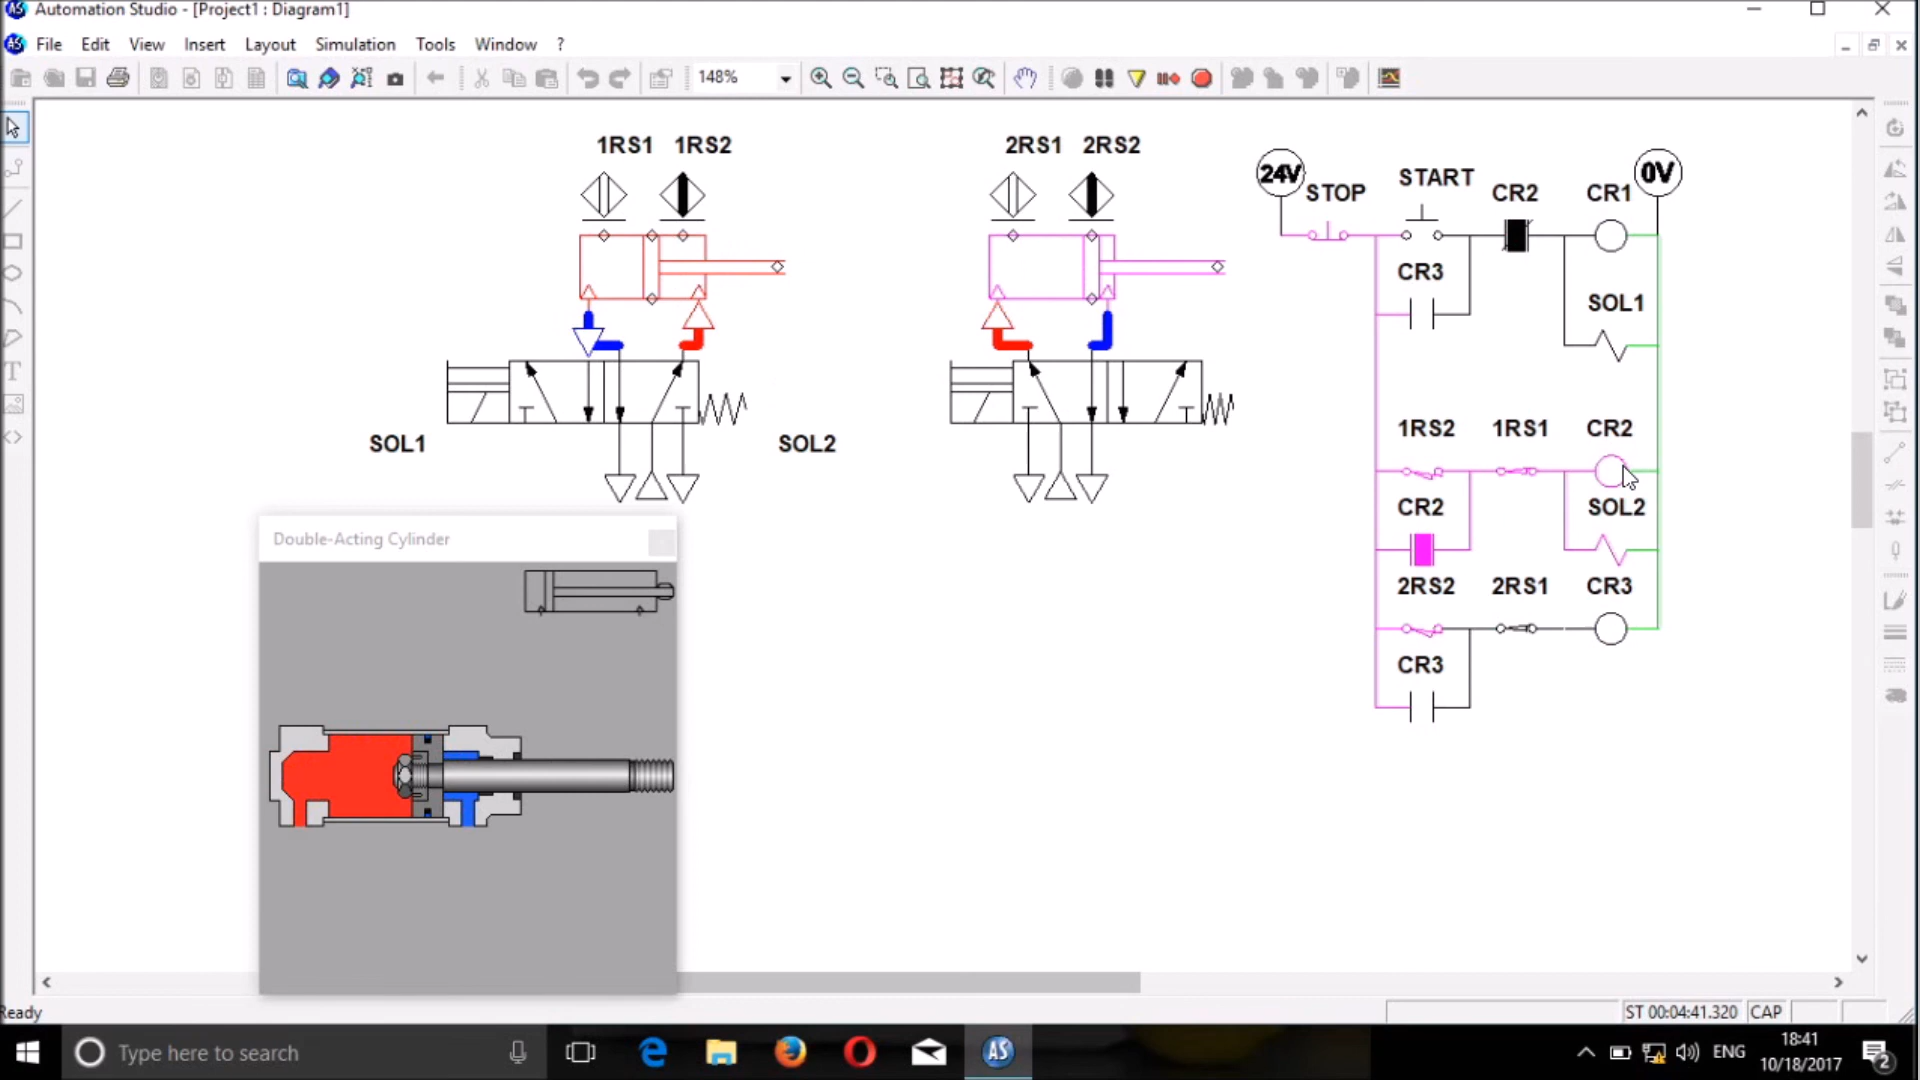 Automation Studio - [Project1 : Diagram1]
File Edit View Insert Layout Simulation Tools Window ?
148%
1RS1 1RS2
2RS1 2RS2
24V STOP START CR2 CR1 0V
CR3
SOL1
1RS2 1RS1 CR2
SOL1 SOL2
CR2 SOL2
2RS2 2RS1 CR3
CR3
Double-Acting Cylinder
Ready
ST 00:04:41.320 CAP
Type here to search
AS
ENG
18:41
10/18/2017
2